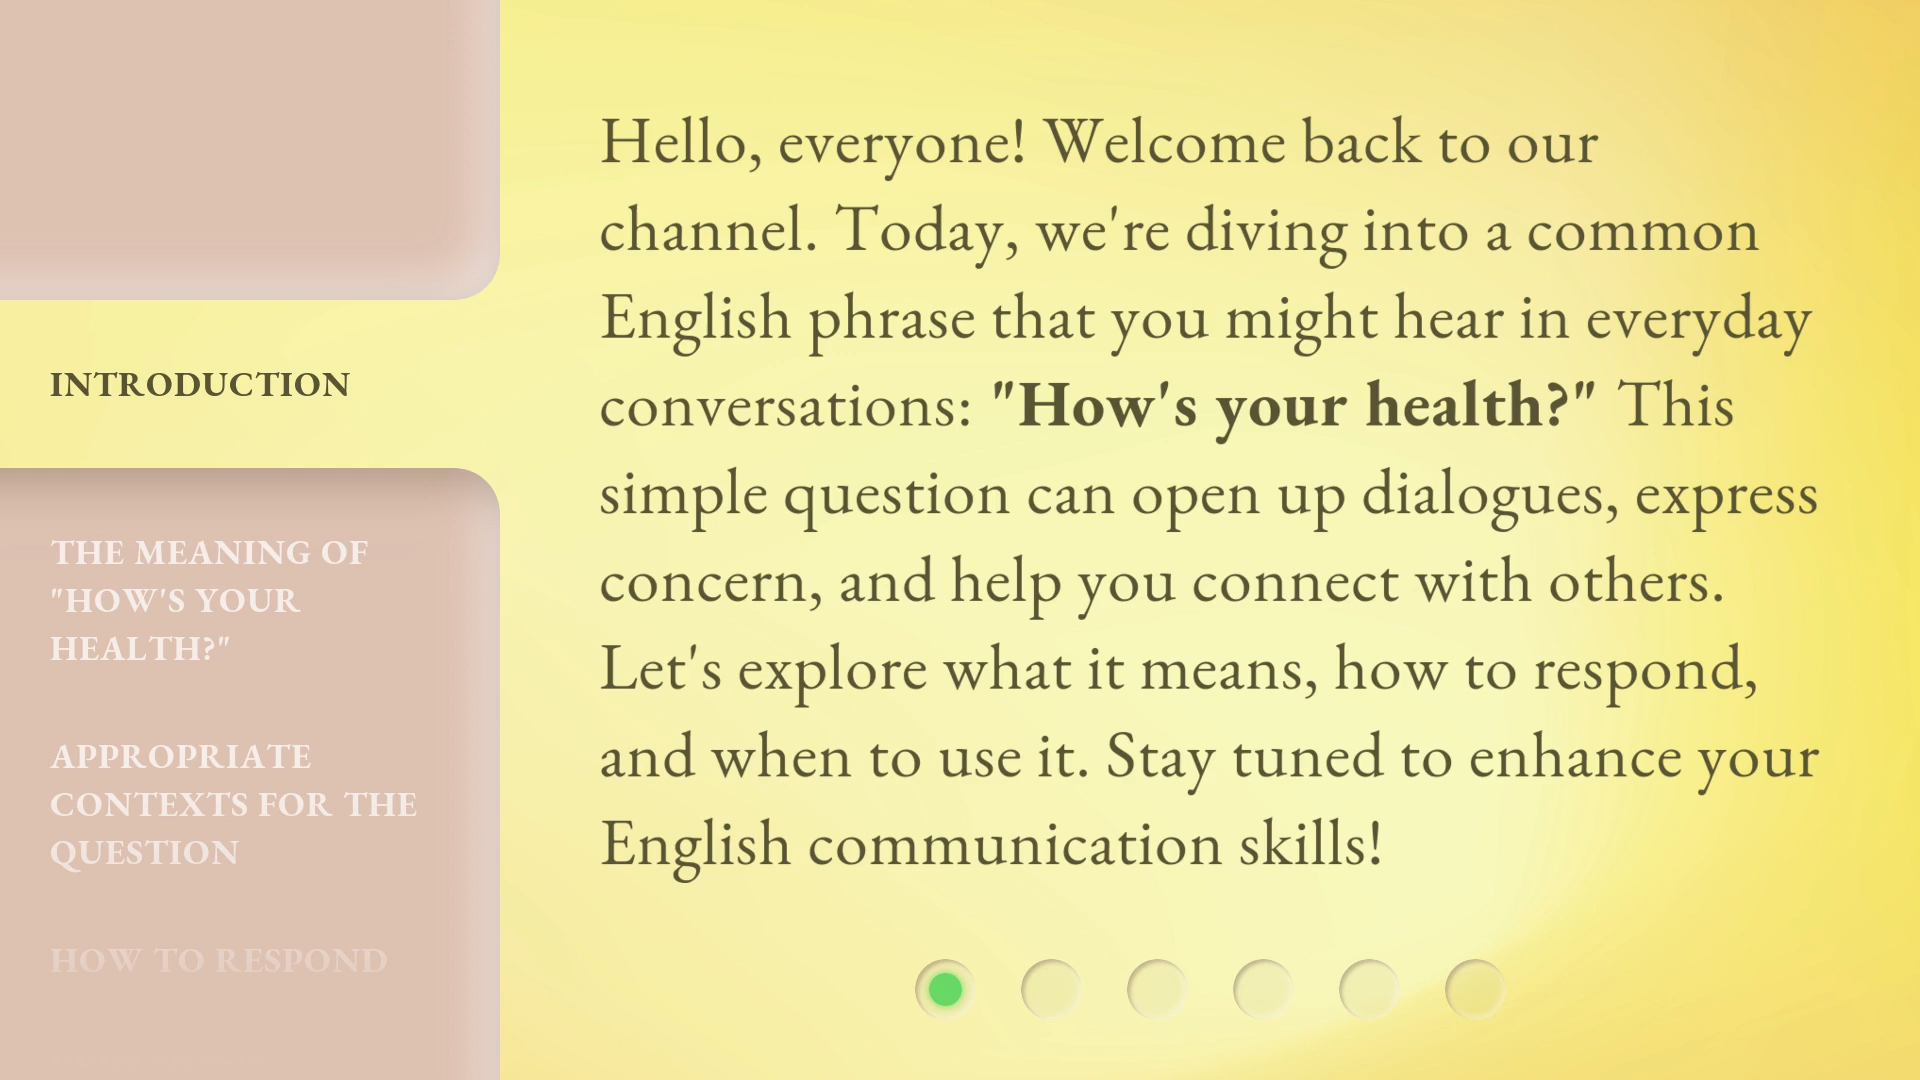 INTRODUCTION
THE MEANING OF
"HOW'S YOUR
HEALTH?"
APPROPRIATE
CONTEXTS FOR THE
QUESTION
HOW TO RESPOND
Hello, everyone! Welcome back to our
channel. Today, we're diving into a common
English phrase that you might hear in everyday
conversations: "How's your health?" This
simple question can open up dialogues, express
concern, and help you connect with others.
Let's explore what it means, how to respond,
and when to use it. Stay tuned to enhance your
English communication skills!